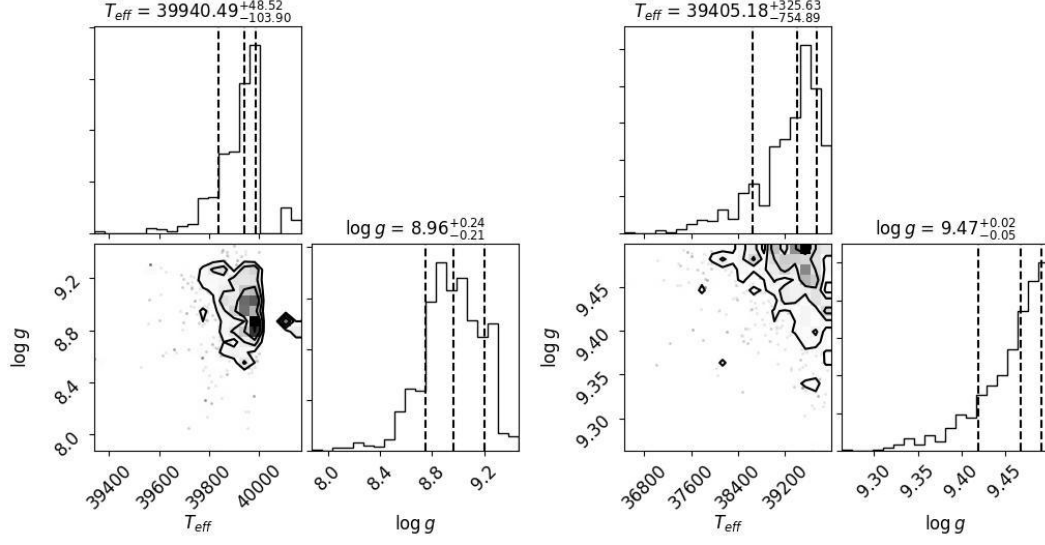 T_eff = 39940.49 +48.52 −103.90
log g
9.2
8.8
8.4
8.0
log g = 8.96 +0.24 −0.21
39400
39600
39800
40000
T_eff
8.0
8.4
8.8
9.2
log g
T_eff = 39405.18 +325.63 −754.89
log g
9.45
9.40
9.35
9.30
log g = 9.47 +0.02 −0.05
36800
37600
38400
39200
T_eff
9.30
9.35
9.40
9.45
log g